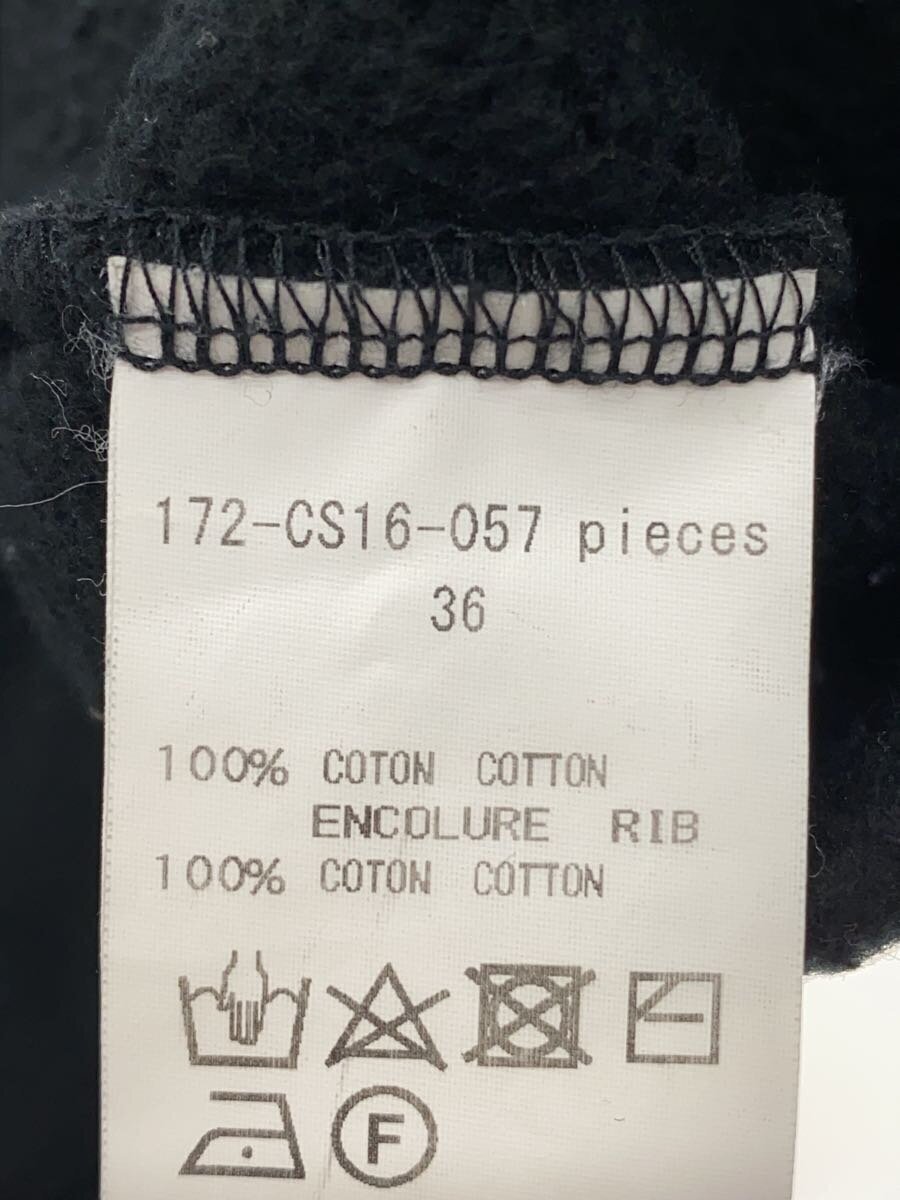 172-CS16-057 pieces
36
100% COTON COTTON
ENCOLURE RIB
100% COTON COTTON
F